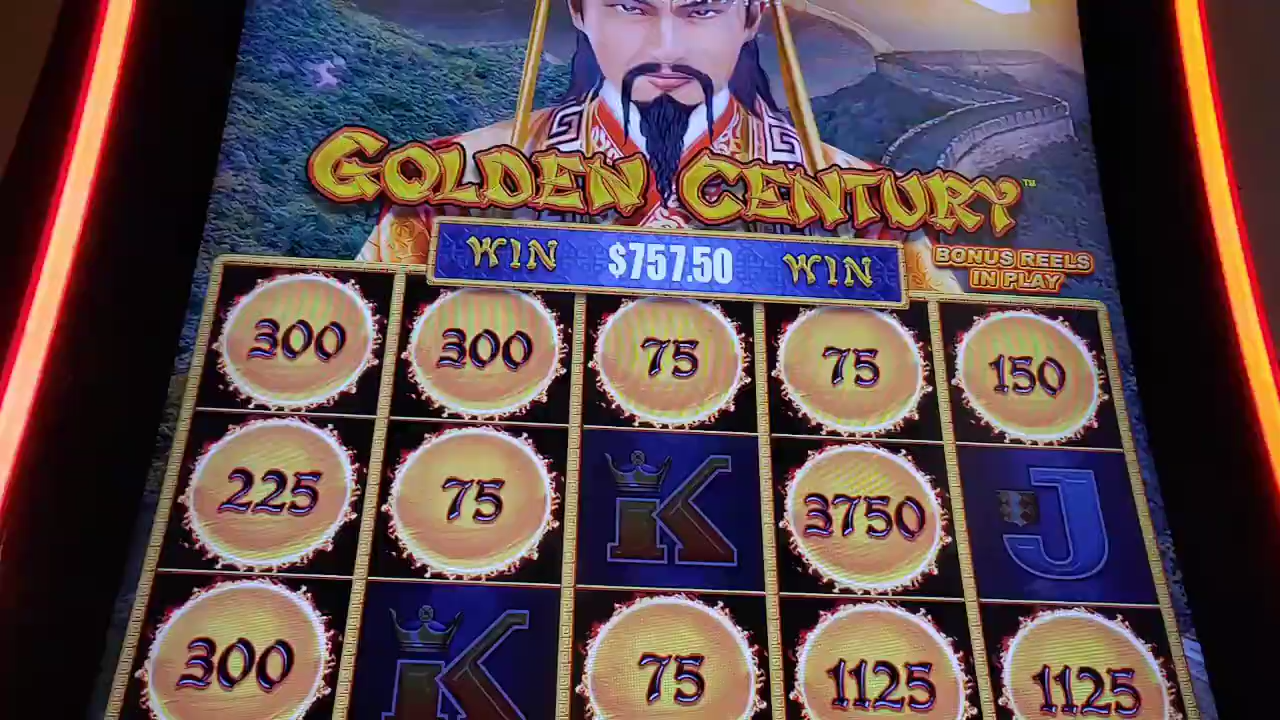 GOLDEN CENTURY™
WIN $757.50 WIN
BONUS REELS
IN PLAY
300 300 75 75 150
225 75 K 3750 J
300 K 75 1125 1125